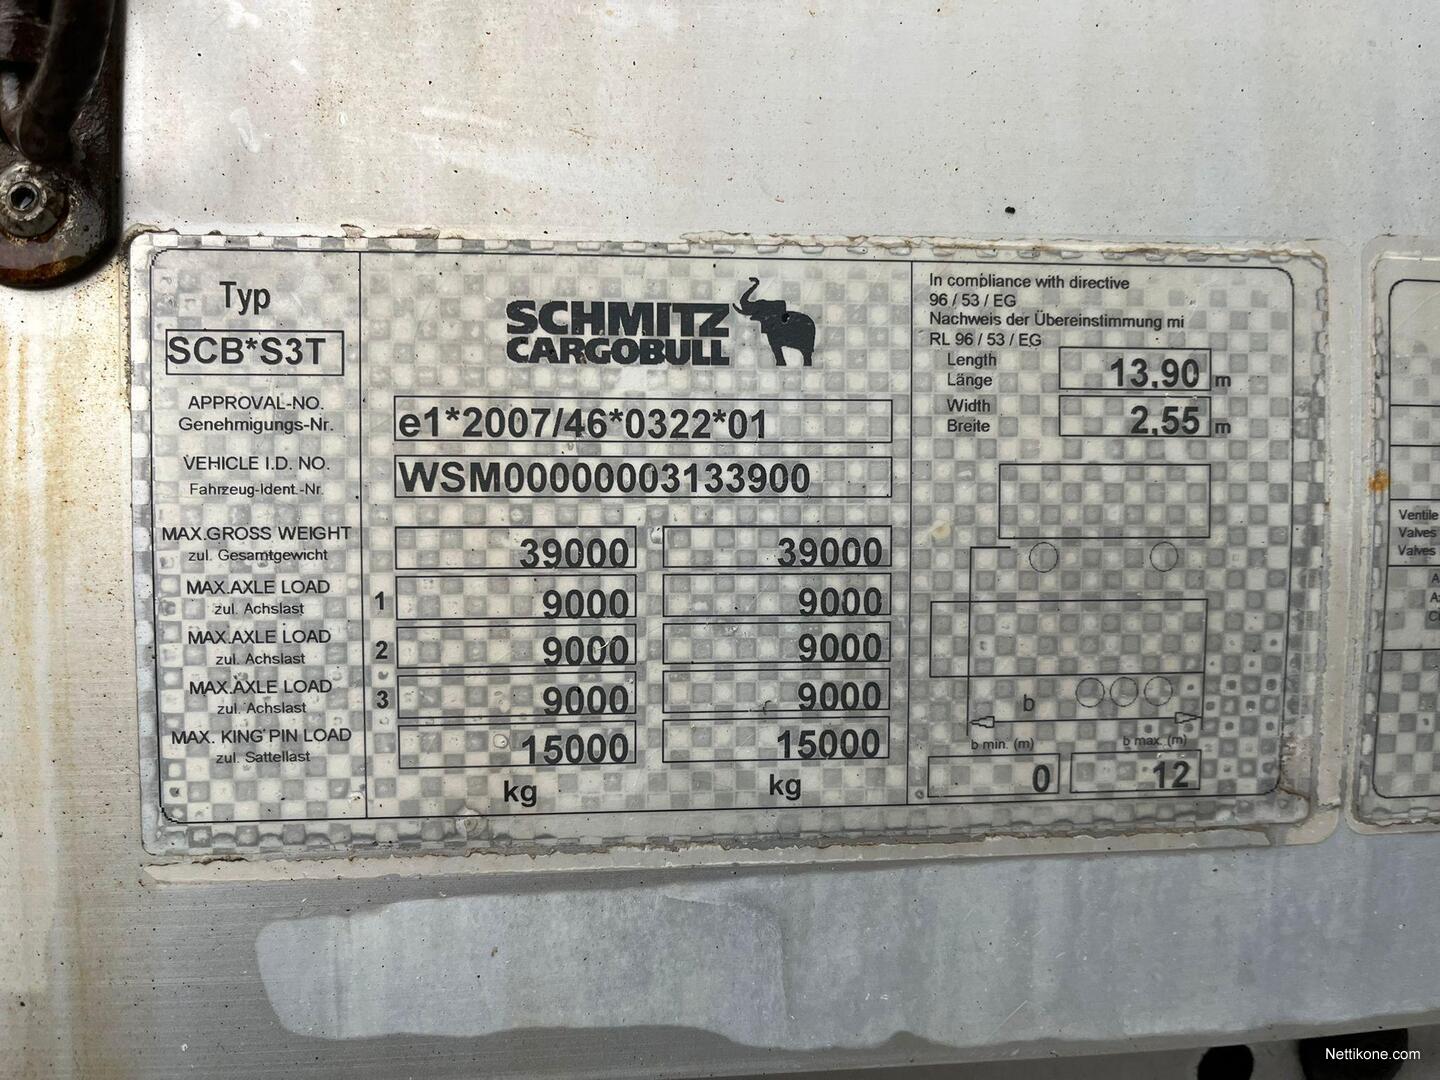 Typ
SCB*S3T
SCHMITZ
CARGOBULL
APPROVAL-NO.
Genehmigungs-Nr.
e1*2007/46*0322*01
VEHICLE I.D. NO.
Fahrzeug-Ident.-Nr.
WSM00000003133900
MAX.GROSS WEIGHT
zul. Gesamtgewicht
39000 39000
MAX.AXLE LOAD
zul. Achslast
1 9000 9000
MAX.AXLE LOAD
zul. Achslast
2 9000 9000
MAX.AXLE LOAD
zul. Achslast
3 9000 9000
MAX. KING PIN LOAD
zul. Sattellast
15000 15000
kg kg
In compliance with directive
96 / 53 / EG
Nachweis der Übereinstimmung mi
RL 96 / 53 / EG
Length
Länge
13,90 m
Width
Breite
2,55 m
b
b min. (m) b max. (m)
0 12
Ventile
Valves
Valves
Nettikone.com